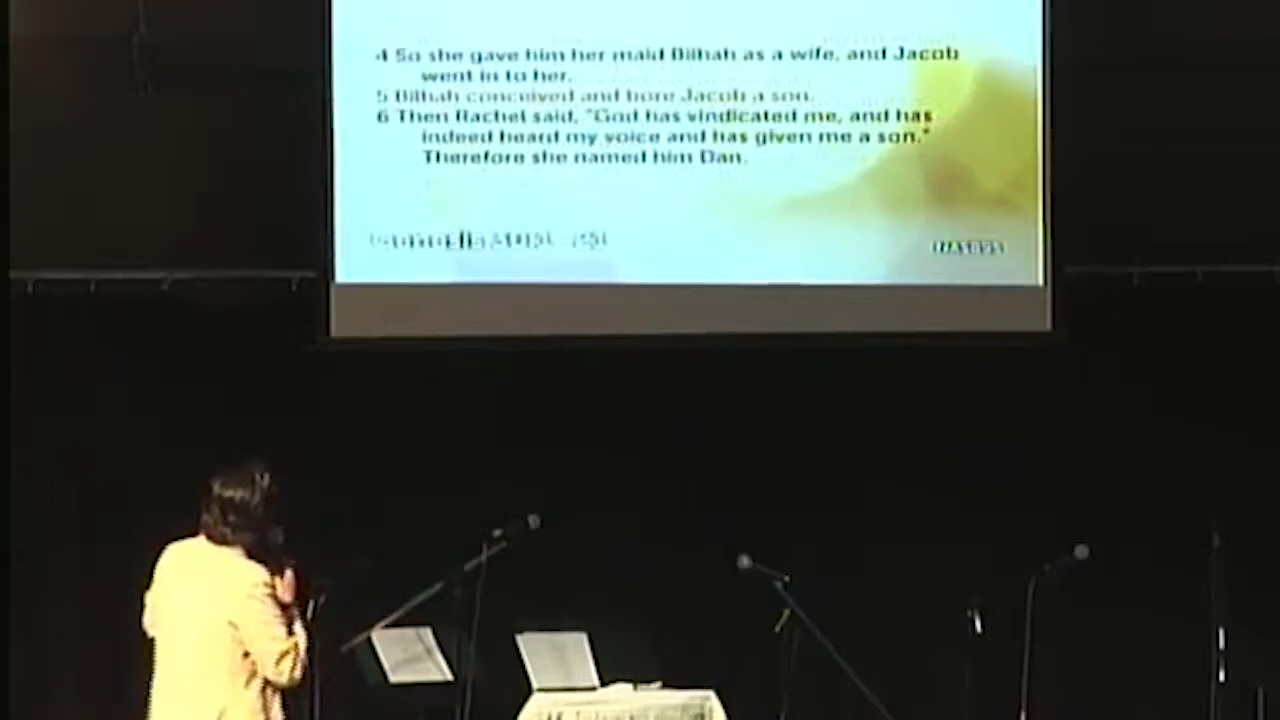 4 So she gave him her maid Bilhah as a wife, and Jacob
went in to her.
5 Bilhah conceived and bore Jacob a son.
6 Then Rachel said, "God has vindicated me, and has
indeed heard my voice and has given me a son."
Therefore she named him Dan.